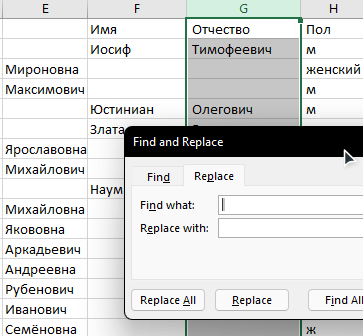 E F G H
Имя Отчество Пол
Иосиф Тимофеевич м
Мироновна женский
Максимович м
Юстиниан Олегович м
Злата
Ярославовна
Михайлович
Наум
Михайловна
Якововна
Аркадьевич
Андреевна
Рубенович
Иванович
Семёновна ж
Find and Replace
Find Replace
Find what:
Replace with:
Replace All Replace Find All